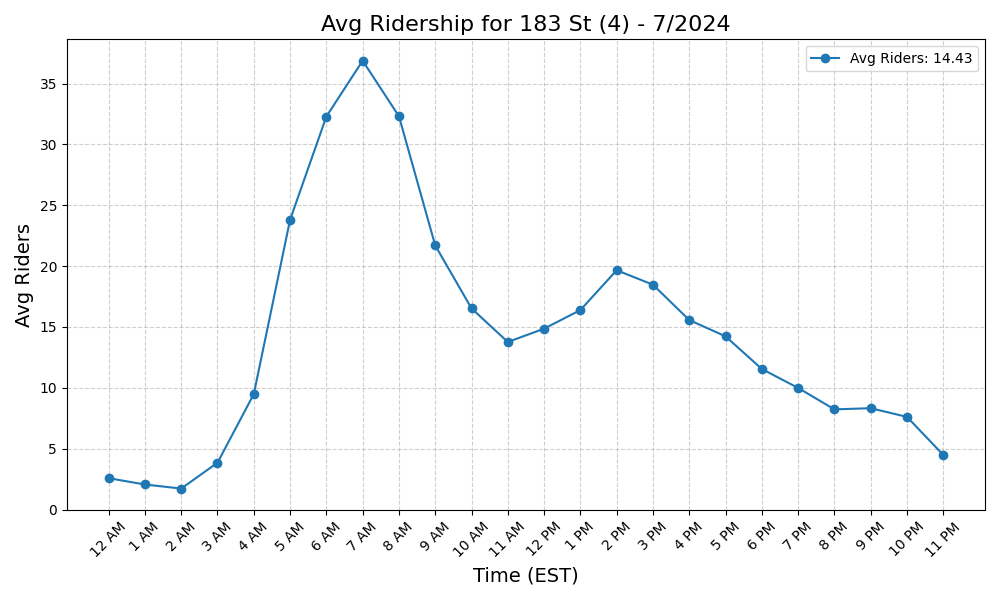 Avg Ridership for 183 St (4) - 7/2024
Avg Riders: 14.43
Avg Riders
35
30
25
20
15
10
5
0
12 AM
1 AM
2 AM
3 AM
4 AM
5 AM
6 AM
7 AM
8 AM
9 AM
10 AM
11 AM
12 PM
1 PM
2 PM
3 PM
4 PM
5 PM
6 PM
7 PM
8 PM
9 PM
10 PM
11 PM
Time (EST)